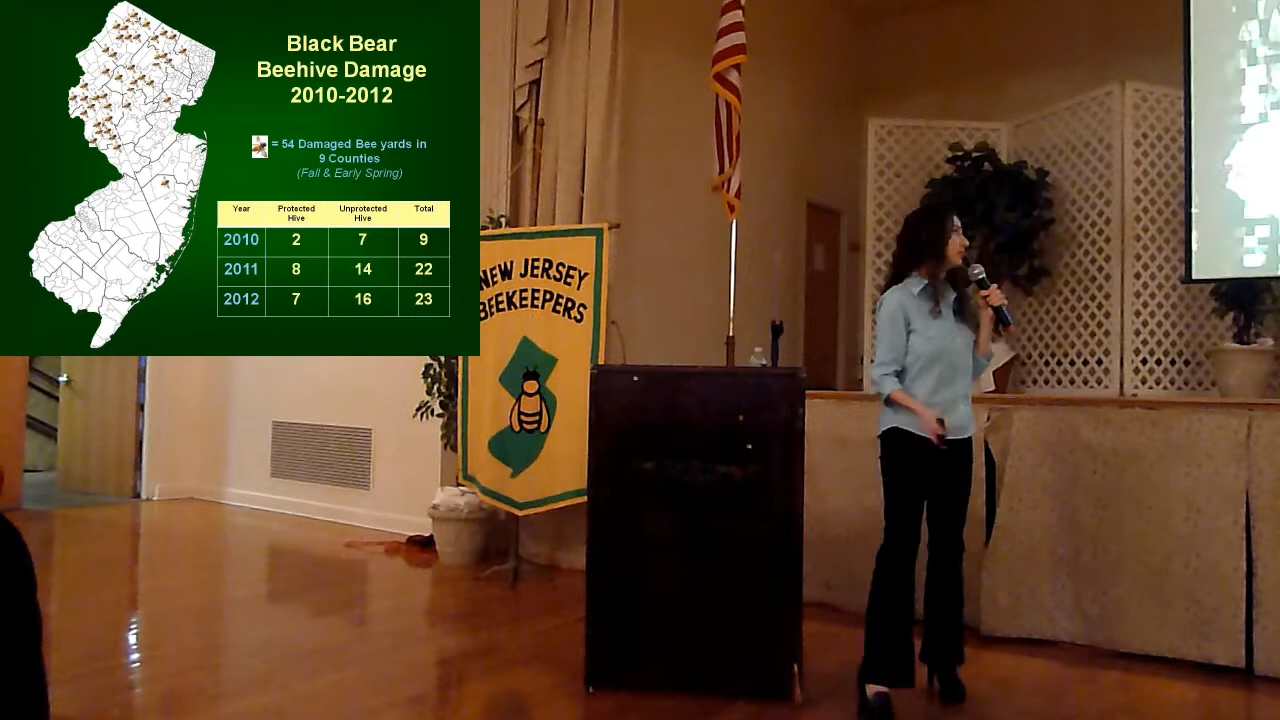 Black Bear
Beehive Damage
2010-2012
= 54 Damaged Bee yards in
9 Counties
(Fall & Early Spring)
Year Protected Hive Unprotected Hive Total
2010 2 7 9
2011 8 14 22
2012 7 16 23
NEW JERSEY
BEEKEEPERS